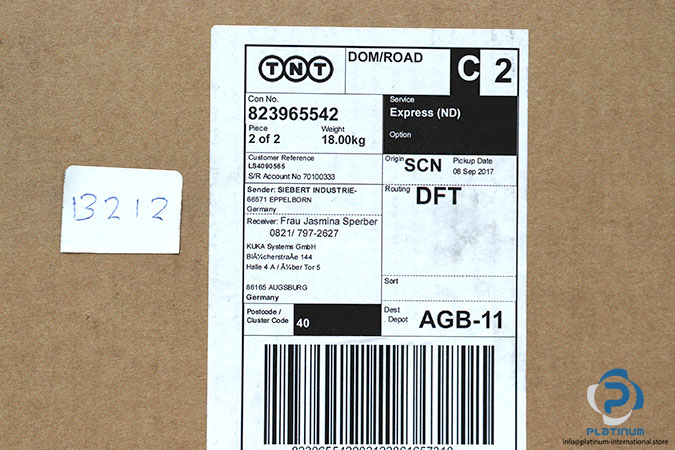 TNT
DOM/ROAD
C 2
Con No.
823965542
Piece
2 of 2
Weight
18.00kg
Service
Express (ND)
Option
Customer Reference
LS4090565
S/R Account No 70100333
Origin SCN
Pickup Date
08 Sep 2017
Sender: SIEBERT INDUSTRIE-
66571 EPPELBORN
Germany
Routing DFT
Receiver: Frau Jasmina Sperber
0821/ 797-2627
KUKA Systems GmbH
BlÃ¼cherstraÃe 144
Halle 4 A / Ã¼ber Tor 5
86165 AUGSBURG
Germany
Sort
Postcode /
Cluster Code
40
Dest
. Depot
AGB-11
B212
PLATINUM
info@platinum-international.store